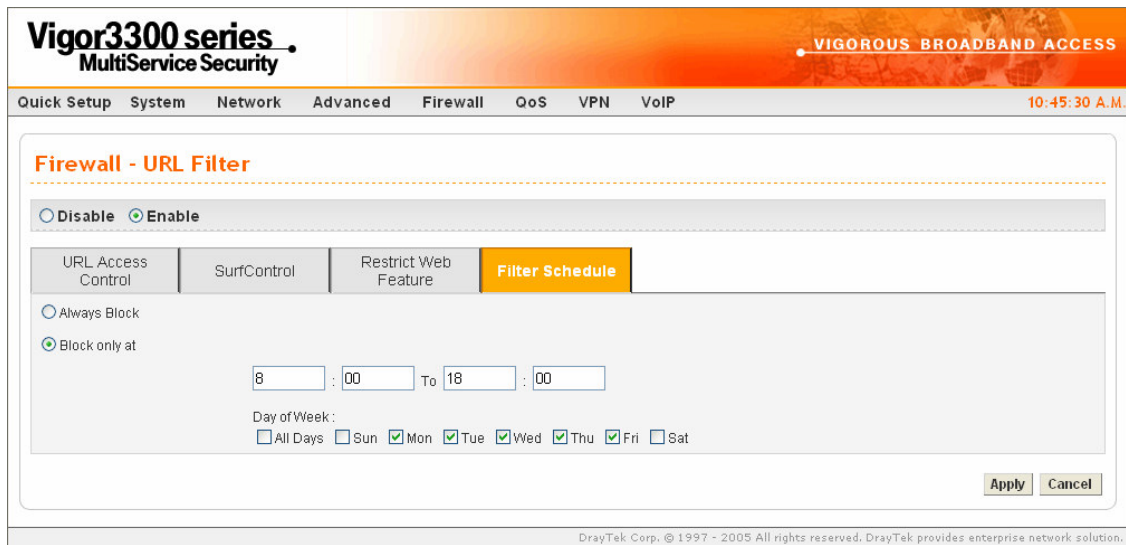 Vigor3300 series
MultiService Security
VIGOROUS BROADBAND ACCESS
Quick Setup System Network Advanced Firewall QoS VPN VoIP 10:45:30 A.M.
Firewall - URL Filter
Disable Enable
URL Access Control SurfControl Restrict Web Feature Filter Schedule
Always Block
Block only at
8 : 00 To 18 : 00
Day of Week :
All Days Sun Mon Tue Wed Thu Fri Sat
Apply Cancel
DrayTek Corp. © 1997 - 2005 All rights reserved. DrayTek provides enterprise network solution.